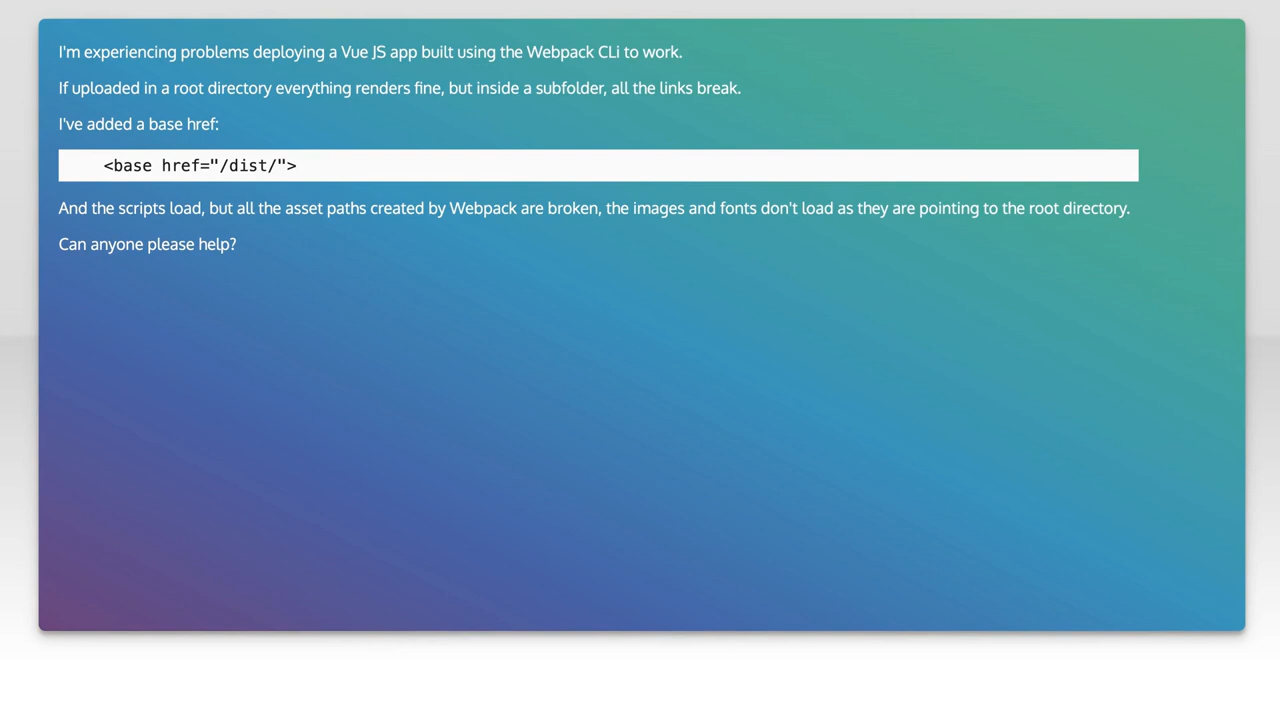 I'm experiencing problems deploying a Vue JS app built using the Webpack CLi to work.
If uploaded in a root directory everything renders fine, but inside a subfolder, all the links break.
I've added a base href:
<base href="/dist/">
And the scripts load, but all the asset paths created by Webpack are broken, the images and fonts don't load as they are pointing to the root directory.
Can anyone please help?